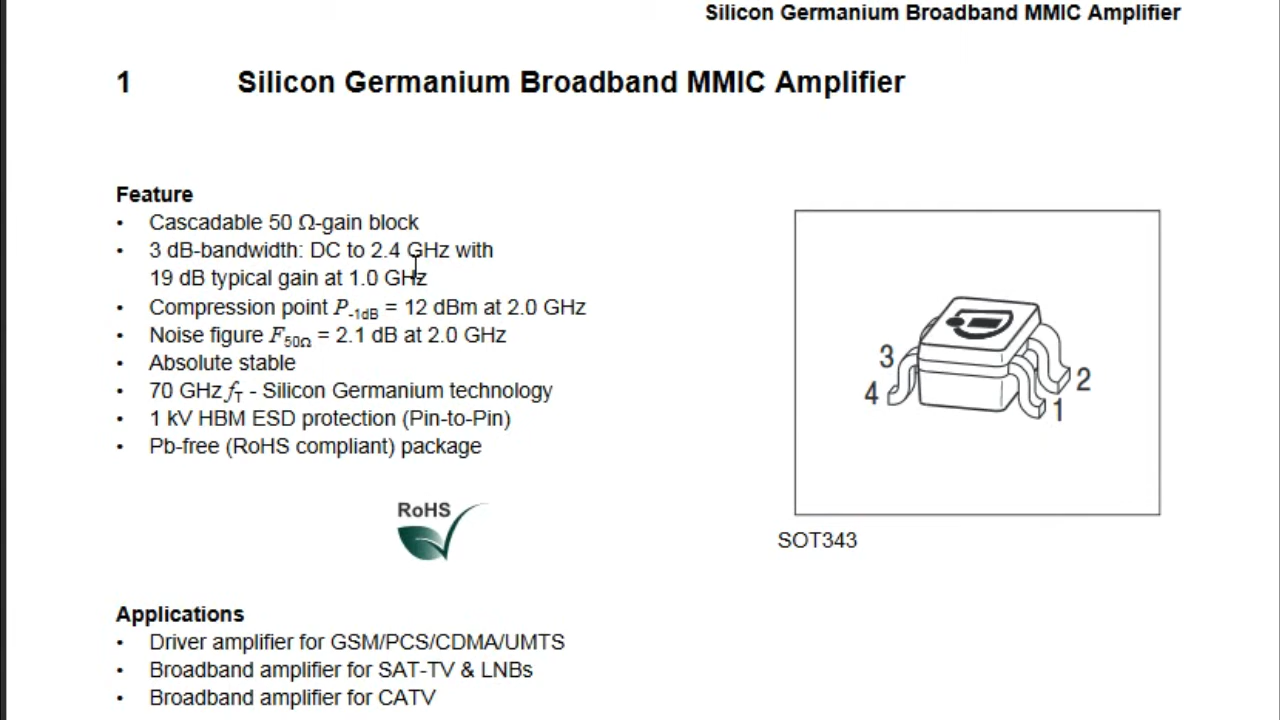 Silicon Germanium Broadband MMIC Amplifier
1 Silicon Germanium Broadband MMIC Amplifier
Feature
• Cascadable 50 Ω-gain block
• 3 dB-bandwidth: DC to 2.4 GHz with
19 dB typical gain at 1.0 GHz
• Compression point P-1dB = 12 dBm at 2.0 GHz
• Noise figure F50Ω = 2.1 dB at 2.0 GHz
• Absolute stable
• 70 GHz fT - Silicon Germanium technology
• 1 kV HBM ESD protection (Pin-to-Pin)
• Pb-free (RoHS compliant) package
3
4
2
1
RoHS
SOT343
Applications
• Driver amplifier for GSM/PCS/CDMA/UMTS
• Broadband amplifier for SAT-TV & LNBs
• Broadband amplifier for CATV